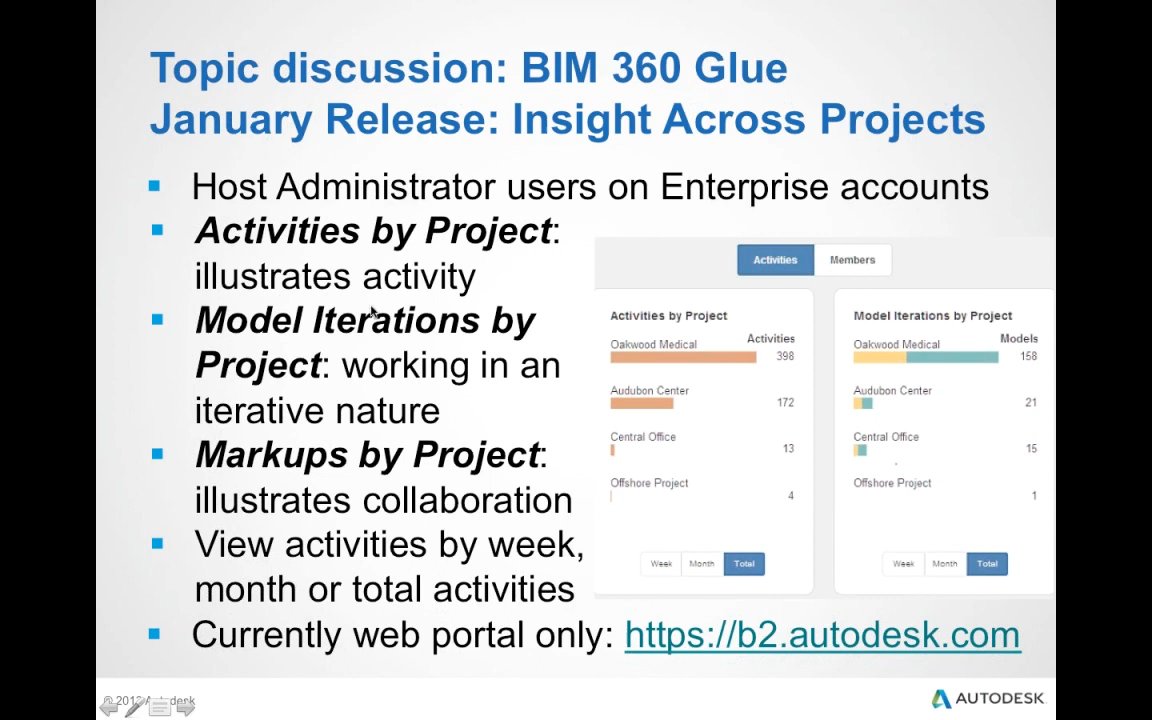 Topic discussion: BIM 360 Glue
January Release: Insight Across Projects
Host Administrator users on Enterprise accounts
Activities by Project:
illustrates activity
Model Iterations by
Project: working in an
iterative nature
Markups by Project:
illustrates collaboration
View activities by week,
month or total activities
Currently web portal only: https://b2.autodesk.com
Activities Members
Activities by Project
Activities
Oakwood Medical
398
Audubon Center
172
Central Office
13
Offshore Project
4
Week Month Total
Model Iterations by Project
Models
Oakwood Medical
158
Audubon Center
21
Central Office
15
Offshore Project
1
Week Month Total
Autodesk
AUTODESK